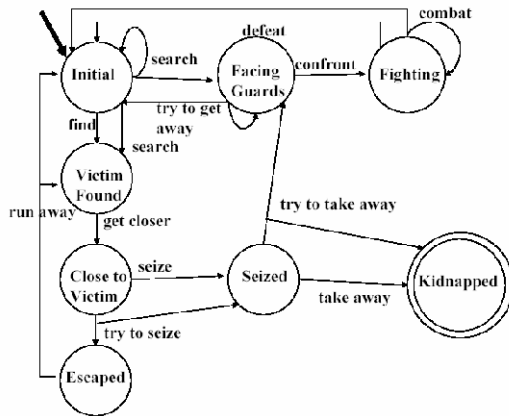 combat
defeat
search
Initial
Facing
Guards
confront
Fighting
find
try to get
away
search
Victim
Found
run away
get closer
try to take away
Close to
Victim
seize
Seized
take away
Kidnapped
try to seize
Escaped